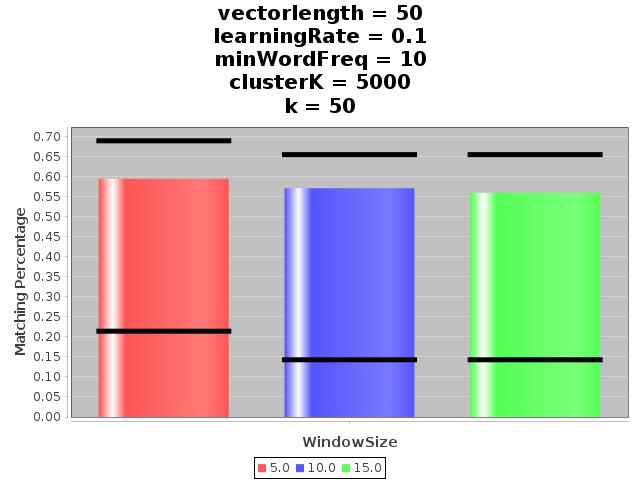 vectorlength = 50
learningRate = 0.1
minWordFreq = 10
clusterK = 5000
k = 50
Matching Percentage
0.70
0.65
0.60
0.55
0.50
0.45
0.40
0.35
0.30
0.25
0.20
0.15
0.10
0.05
0.00
WindowSize
5.0 10.0 15.0